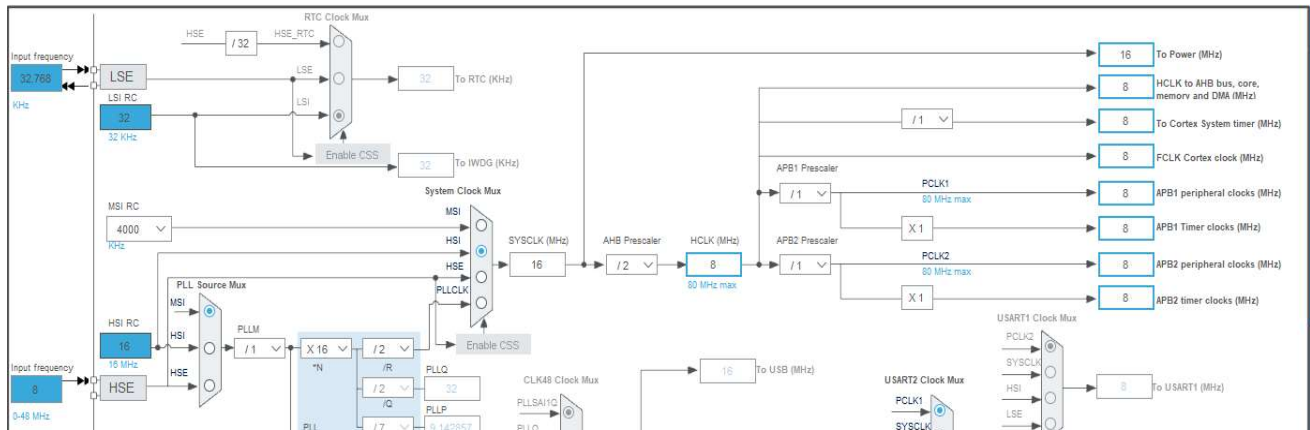 RTC Clock Mux
HSE
/ 32
HSE_RTC
Input frequency
32.768
KHz
LSE
LSE
32
To RTC (KHz)
LSI RC
32
32 KHz
LSI
Enable CSS
32
To IWDG (KHz)
16
To Power (MHz)
8
HCLK to AHB bus, core,
memory and DMA (MHz)
/ 1
8
To Cortex System timer (MHz)
8
FCLK Cortex clock (MHz)
APB1 Prescaler
/ 1
PCLK1
80 MHz max
8
APB1 peripheral clocks (MHz)
X 1
8
APB1 Timer clocks (MHz)
System Clock Mux
MSI RC
4000
KHz
MSI
HSI
HSE
PLLCLK
SYSCLK (MHz)
16
AHB Prescaler
/ 2
HCLK (MHz)
8
80 MHz max
APB2 Prescaler
/ 1
PCLK2
80 MHz max
8
APB2 peripheral clocks (MHz)
X 1
8
APB2 timer clocks (MHz)
PLL Source Mux
MSI
HSI RC
16
16 MHz
HSI
PLLM
/ 1
X 16
*N
/ 2
/R
Enable CSS
Input frequency
8
0-48 MHz
HSE
HSE
/ 2
/Q
PLLQ
32
PLLP
PLL
/ 7
9.142857
CLK48 Clock Mux
PLLSAI1Q
PLLQ
16
To USB (MHz)
USART2 Clock Mux
PCLK1
SYSCLK
USART1 Clock Mux
PCLK2
SYSCLK
HSI
LSE
8
To USART1 (MHz)